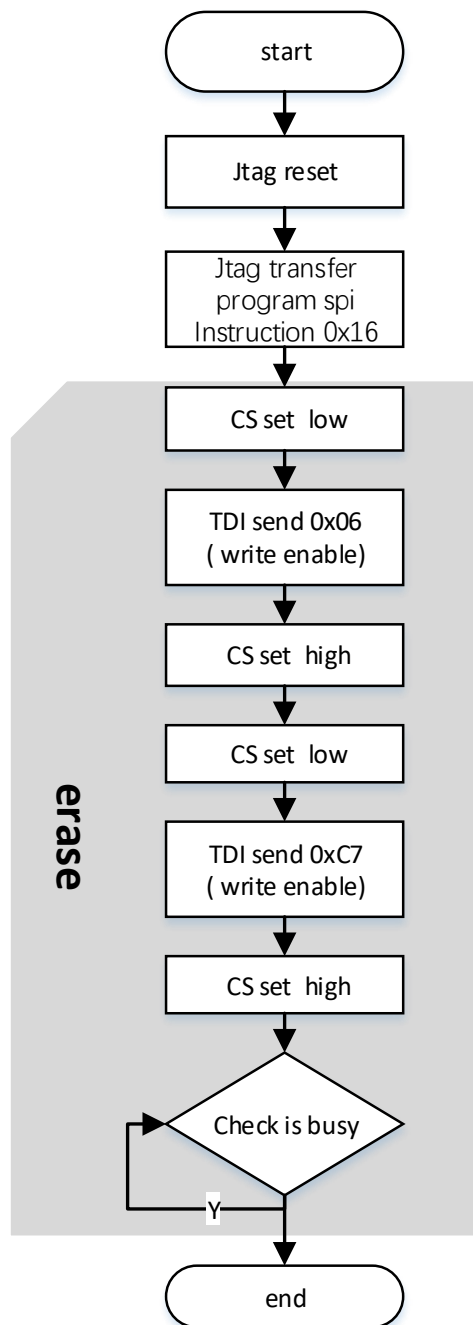 start
Jtag reset
Jtag transfer
program spi
Instruction 0x16
CS set low
TDI send 0x06
( write enable)
CS set high
CS set low
TDI send 0xC7
( write enable)
CS set high
erase
Check is busy
Y
end